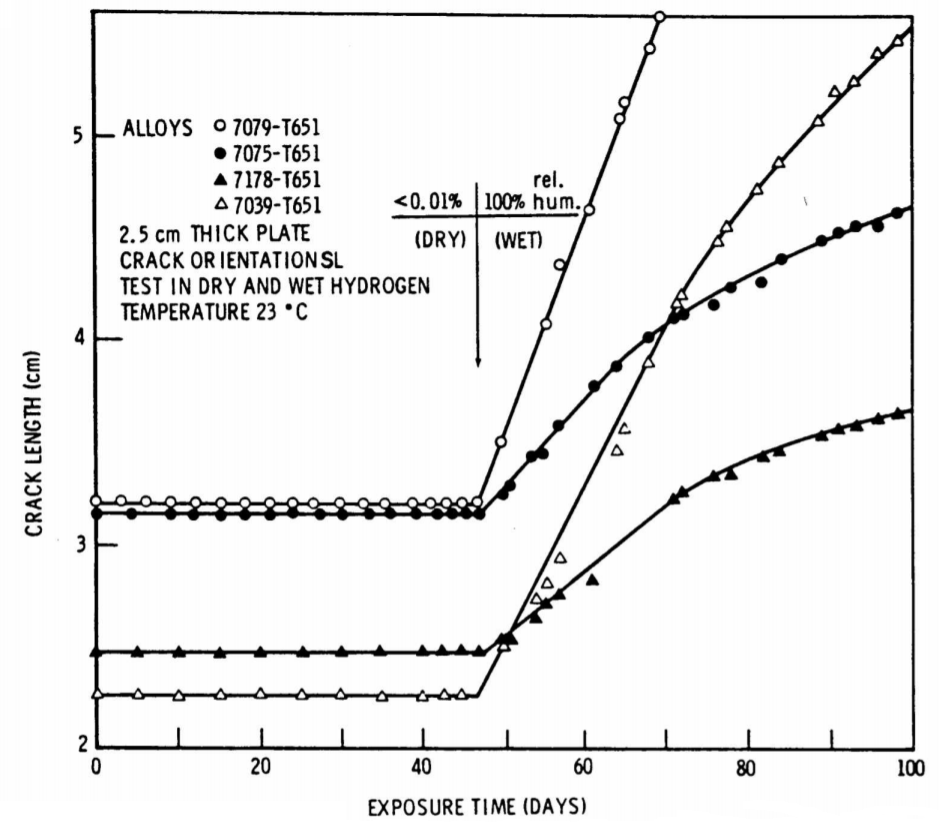 5
4
3
2
CRACK LENGTH (cm)
ALLOYS ○ 7079-T651
● 7075-T651
▲ 7178-T651
△ 7039-T651
2.5 cm THICK PLATE
CRACK ORIENTATION SL
TEST IN DRY AND WET HYDROGEN
TEMPERATURE 23 °C
rel.
<0.01% 100% hum.
(DRY) (WET)
0 20 40 60 80 100
EXPOSURE TIME (DAYS)